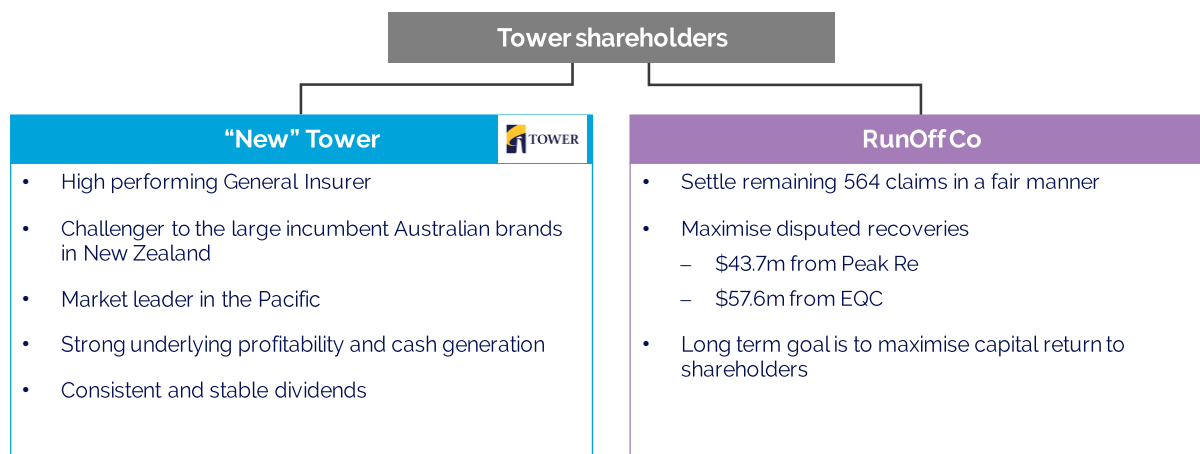 Tower shareholders
“New” Tower
TOWER
• High performing General Insurer
• Challenger to the large incumbent Australian brands
in New Zealand
• Market leader in the Pacific
• Strong underlying profitability and cash generation
• Consistent and stable dividends
RunOff Co
• Settle remaining 564 claims in a fair manner
• Maximise disputed recoveries
– $43.7m from Peak Re
– $57.6m from EQC
• Long term goal is to maximise capital return to
shareholders